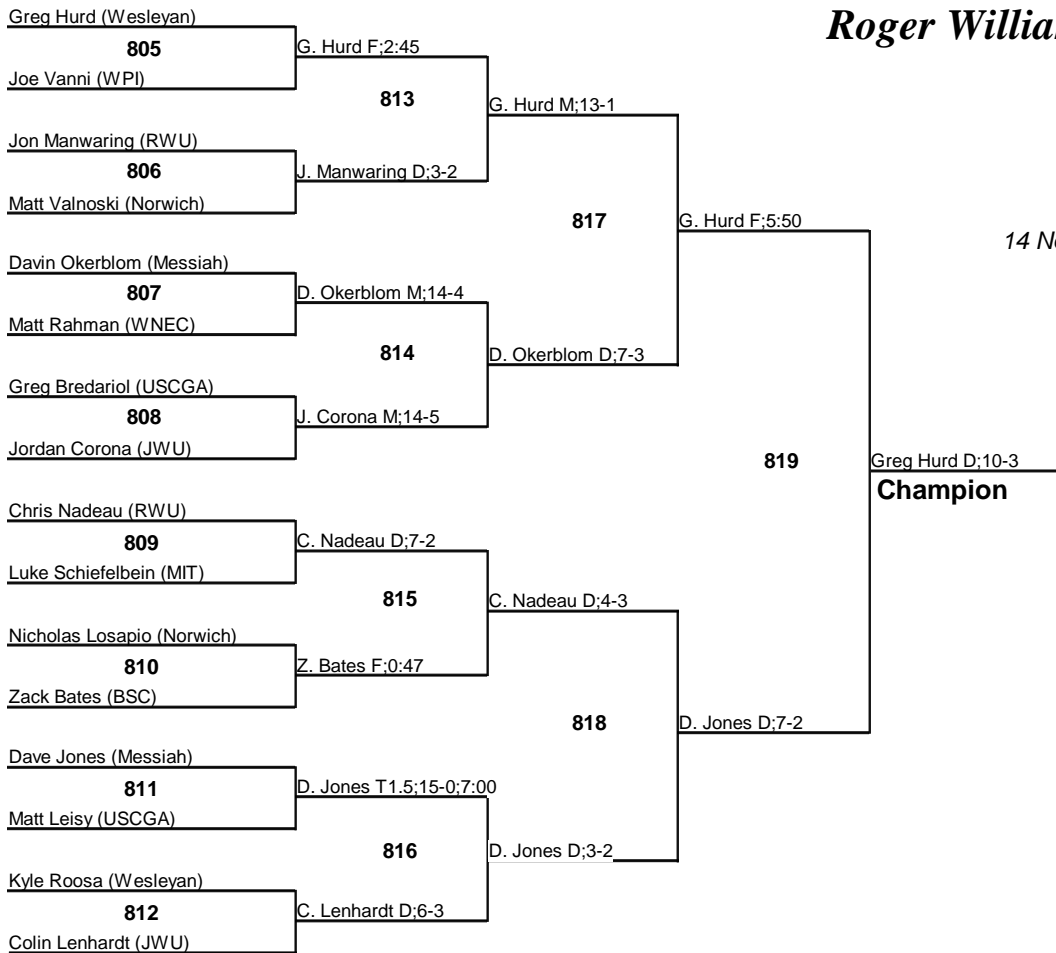 Greg Hurd (Wesleyan)
Roger William
805
G. Hurd F;2:45
Joe Vanni (WPI)
813
G. Hurd M;13-1
Jon Manwaring (RWU)
806
J. Manwaring D;3-2
Matt Valnoski (Norwich)
817
G. Hurd F;5:50
14 No
Davin Okerblom (Messiah)
807
D. Okerblom M;14-4
Matt Rahman (WNEC)
814
D. Okerblom D;7-3
Greg Bredariol (USCGA)
808
J. Corona M;14-5
Jordan Corona (JWU)
819
Greg Hurd D;10-3
Champion
Chris Nadeau (RWU)
809
C. Nadeau D;7-2
Luke Schiefelbein (MIT)
815
C. Nadeau D;4-3
Nicholas Losapio (Norwich)
810
Z. Bates F;0:47
Zack Bates (BSC)
818
D. Jones D;7-2
Dave Jones (Messiah)
811
D. Jones T1.5;15-0;7:00
Matt Leisy (USCGA)
816
D. Jones D;3-2
Kyle Roosa (Wesleyan)
812
C. Lenhardt D;6-3
Colin Lenhardt (JWU)